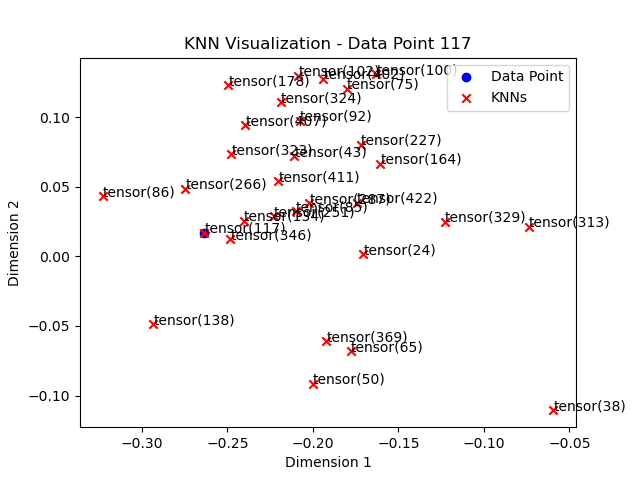 KNN Visualization - Data Point 117
Data Point
KNNs
tensor(102)
tensor(402)
tensor(100)
tensor(178)
tensor(75)
tensor(324)
tensor(92)
tensor(407)
tensor(227)
tensor(323)
tensor(43)
tensor(164)
tensor(411)
tensor(266)
tensor(86)
tensor(422)
tensor(251)
tensor(134)
tensor(329)
tensor(313)
tensor(117)
tensor(346)
tensor(24)
tensor(138)
tensor(369)
tensor(65)
tensor(50)
tensor(38)
0.10
0.05
0.00
−0.05
−0.10
Dimension 2
−0.30
−0.25
−0.20
−0.15
−0.10
−0.05
Dimension 1